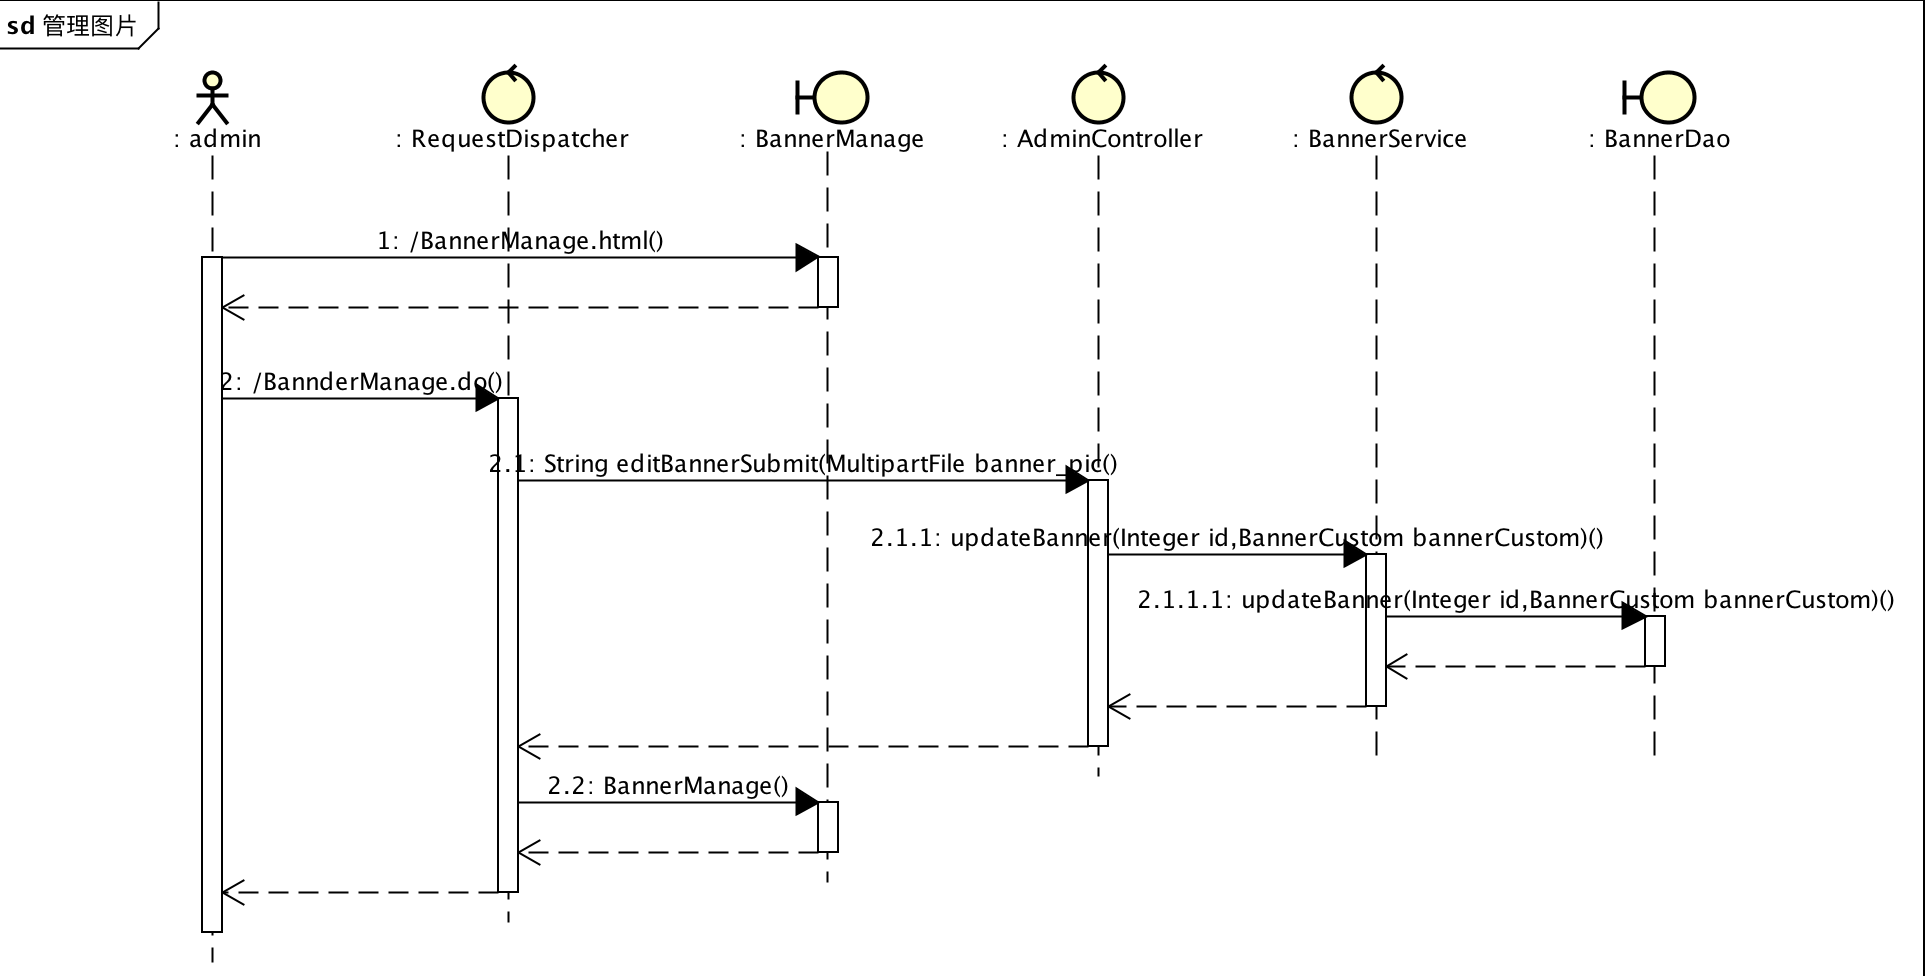 sd 管理图片
: admin
: RequestDispatcher
: BannerManage
: AdminController
: BannerService
: BannerDao
1: /BannerManage.html()
2: /BannderManage.do()
2.1: String editBannerSubmit(MultipartFile banner_pic()
2.1.1: updateBanner(Integer id,BannerCustom bannerCustom)()
2.1.1.1: updateBanner(Integer id,BannerCustom bannerCustom)()
2.2: BannerManage()